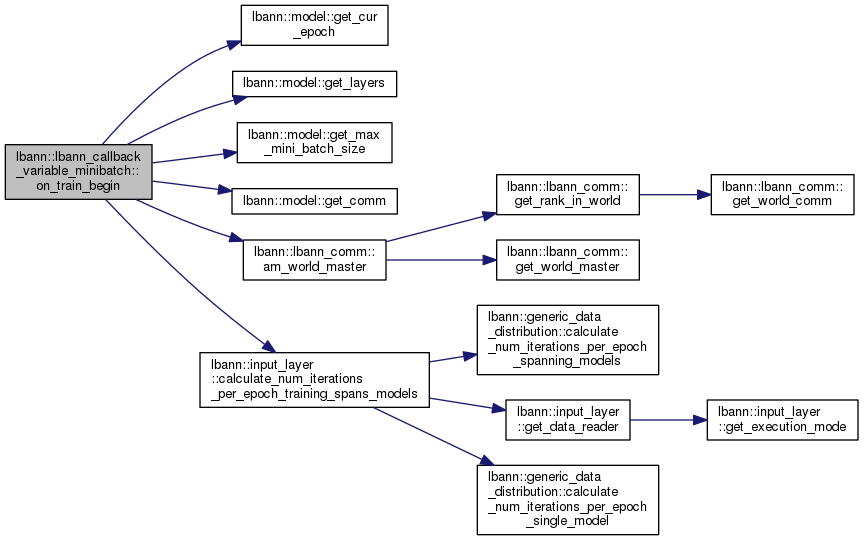 lbann::lbann_callback
_variable_minibatch::
on_train_begin
lbann::model::get_cur
_epoch
lbann::model::get_layers
lbann::model::get_max
_mini_batch_size
lbann::model::get_comm
lbann::lbann_comm::
am_world_master
lbann::lbann_comm::
get_rank_in_world
lbann::lbann_comm::
get_world_comm
lbann::lbann_comm::
get_world_master
lbann::input_layer
::calculate_num_iterations
_per_epoch_training_spans_models
lbann::generic_data
_distribution::calculate
_num_iterations_per_epoch
_spanning_models
lbann::input_layer
::get_data_reader
lbann::input_layer
::get_execution_mode
lbann::generic_data
_distribution::calculate
_num_iterations_per_epoch
_single_model